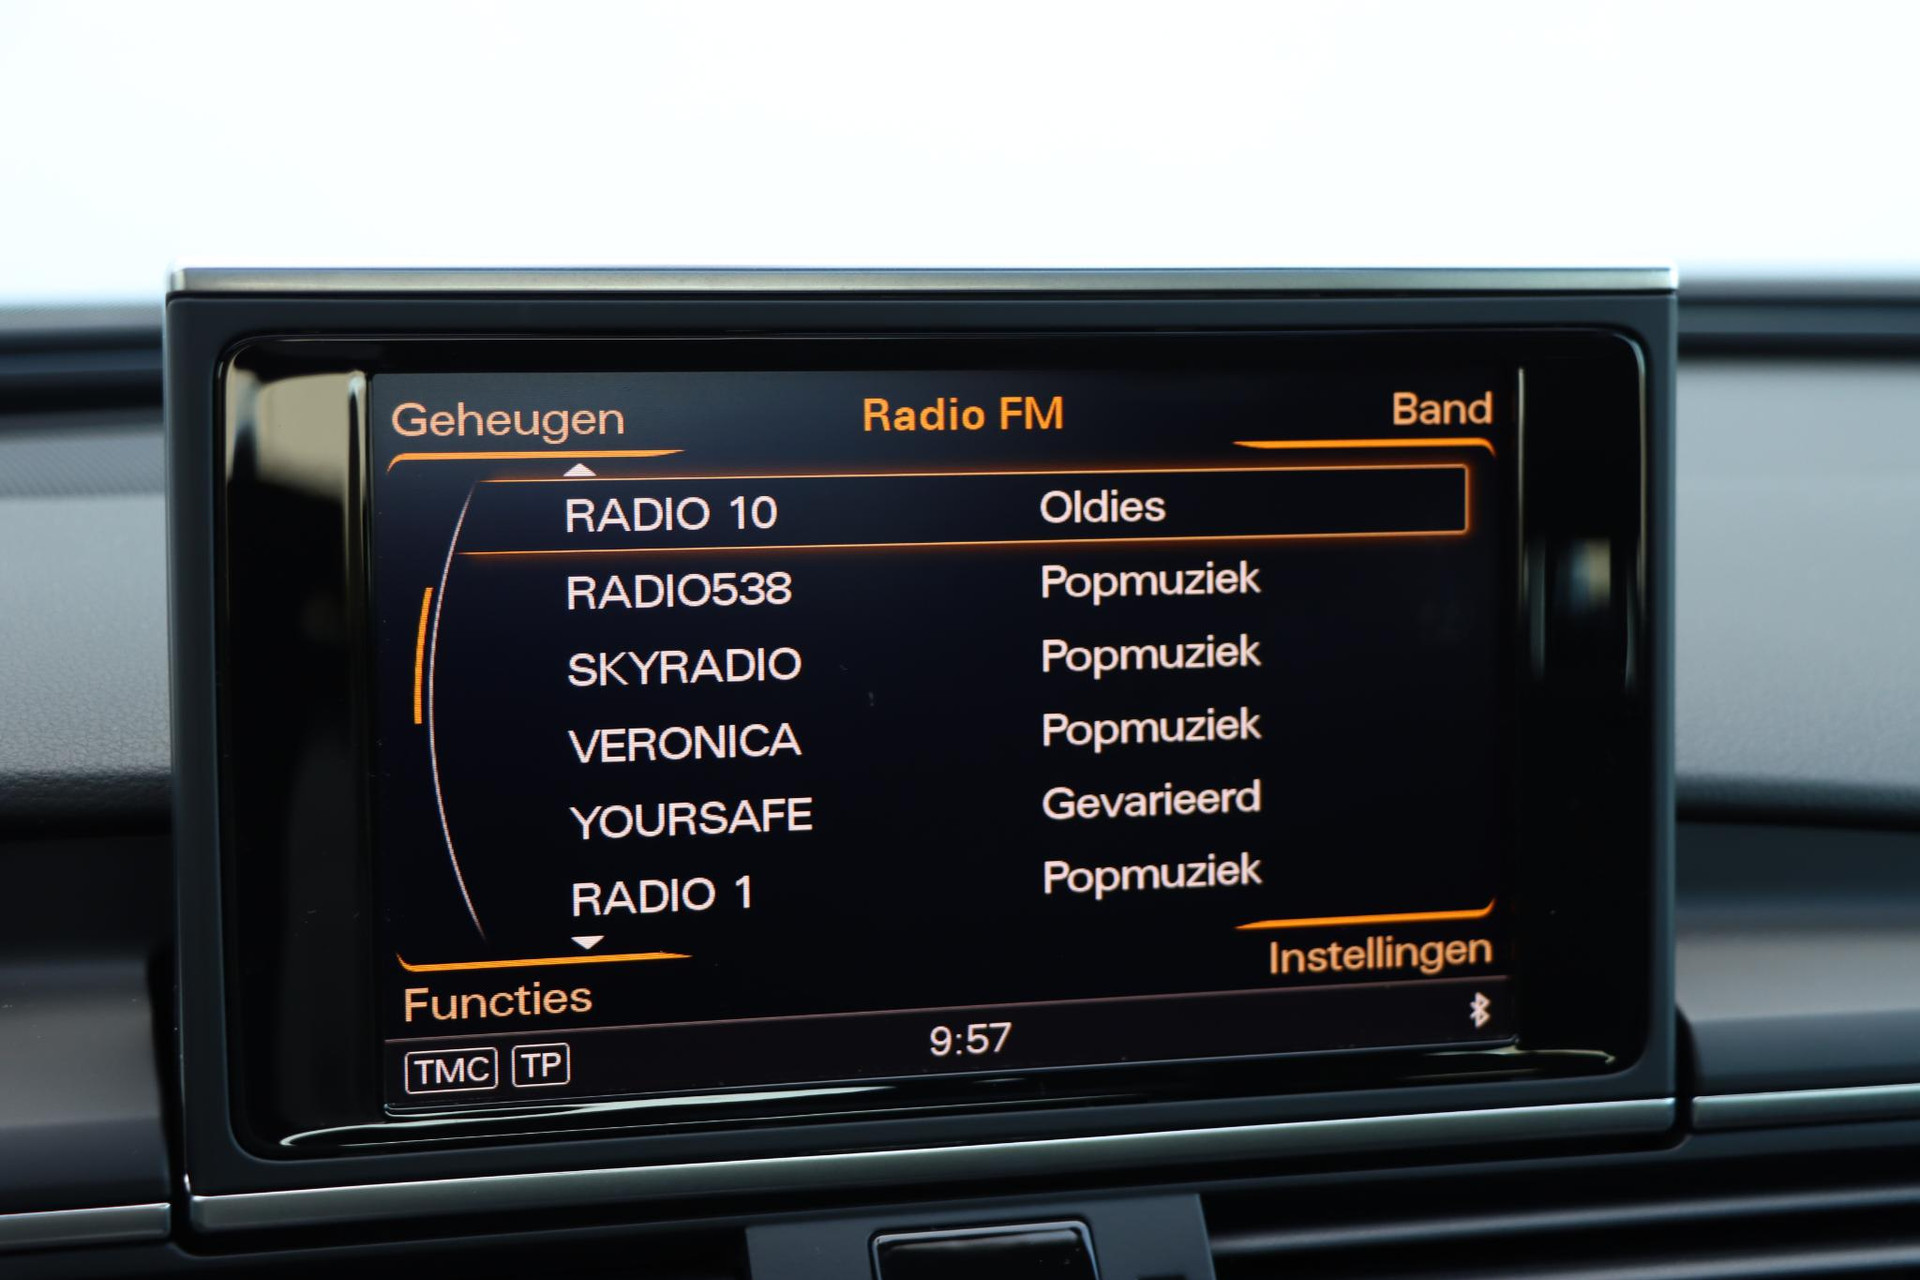 Geheugen Radio FM Band
RADIO 10 Oldies
RADIO538 Popmuziek
SKYRADIO Popmuziek
VERONICA Popmuziek
YOURSAFE Gevarieerd
RADIO 1 Popmuziek
Functies Instellingen
TMC TP 9:57